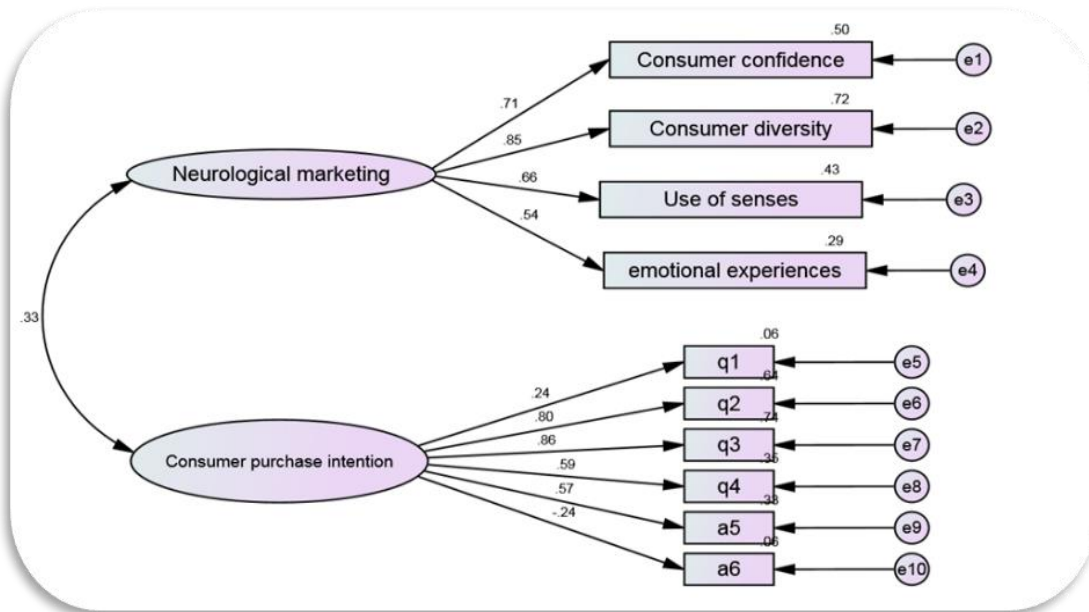 .50
Consumer confidence
e1
.71
.72
Consumer diversity
e2
.85
Neurological marketing
.43
.66
Use of senses
e3
.54
.29
emotional experiences
e4
.33
.06
q1
e5
.24
.64
q2
e6
.80
.74
q3
e7
.86
.35
q4
e8
.59
Consumer purchase intention
.33
a5
e9
.57
.06
a6
e10
-.24